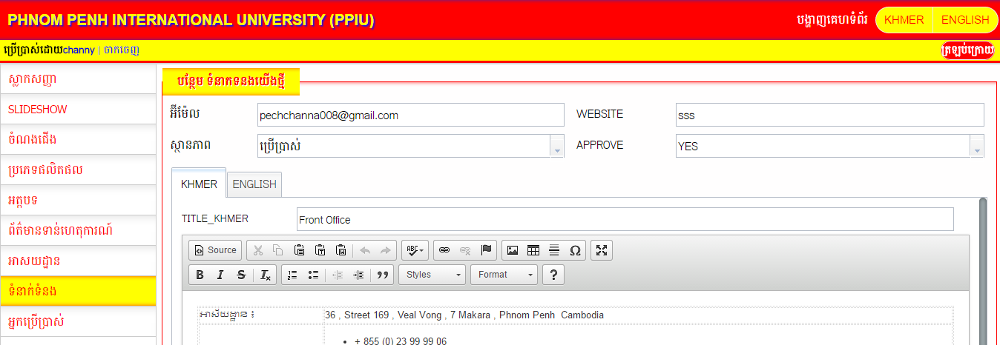 PHNOM PENH INTERNATIONAL UNIVERSITY (PPIU)
បង្ហាញគេហទំព័រ KHMER ENGLISH
ប្រើប្រាស់ដោយchanny | ចាកចេញ
ត្រឡប់ក្រោយ
ស្លាកសញ្ញា
SLIDESHOW
ចំណងជើង
ប្រភេទផលិតផល
អត្តបទ
ព័ត៌មានទាន់ហេតុការណ៍
អាសយដ្ឋាន
ទំនាក់ទំនង
អ្នកប្រើប្រាស់
បន្ថែម ទំនាកទនងយើងថ្មី
អ៊ីម៉ែល pechchanna008@gmail.com WEBSITE sss
ស្ថានភាព ប្រើប្រាស់ APPROVE YES
KHMER ENGLISH
TITLE_KHMER Front Office
Source ABC
B I S Tx Styles Format ?
អាស័យដ្ឋាន ៖ 36 , Street 169 , Veal Vong , 7 Makara , Phnom Penh Cambodia
• + 855 (0) 23 99 99 06